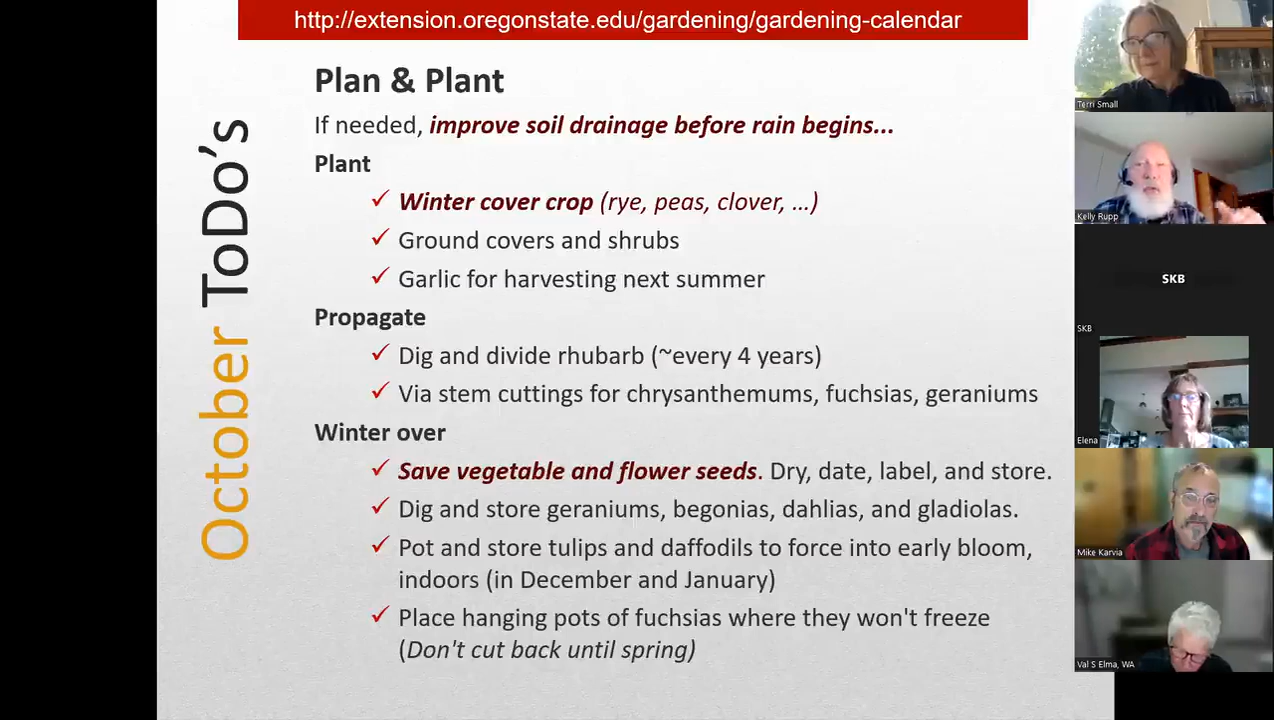 http://extension.oregonstate.edu/gardening/gardening-calendar
October ToDo's
Plan & Plant
If needed, improve soil drainage before rain begins...
Plant
✓ Winter cover crop (rye, peas, clover, ...)
✓ Ground covers and shrubs
✓ Garlic for harvesting next summer
Propagate
✓ Dig and divide rhubarb (~every 4 years)
✓ Via stem cuttings for chrysanthemums, fuchsias, geraniums
Winter over
✓ Save vegetable and flower seeds. Dry, date, label, and store.
✓ Dig and store geraniums, begonias, dahlias, and gladiolas.
✓ Pot and store tulips and daffodils to force into early bloom,
indoors (in December and January)
✓ Place hanging pots of fuchsias where they won't freeze
(Don't cut back until spring)
Terri Small
Kelly Rupp
SKB
SKB
Elena
Mike Karvia
Val S Elma, WA